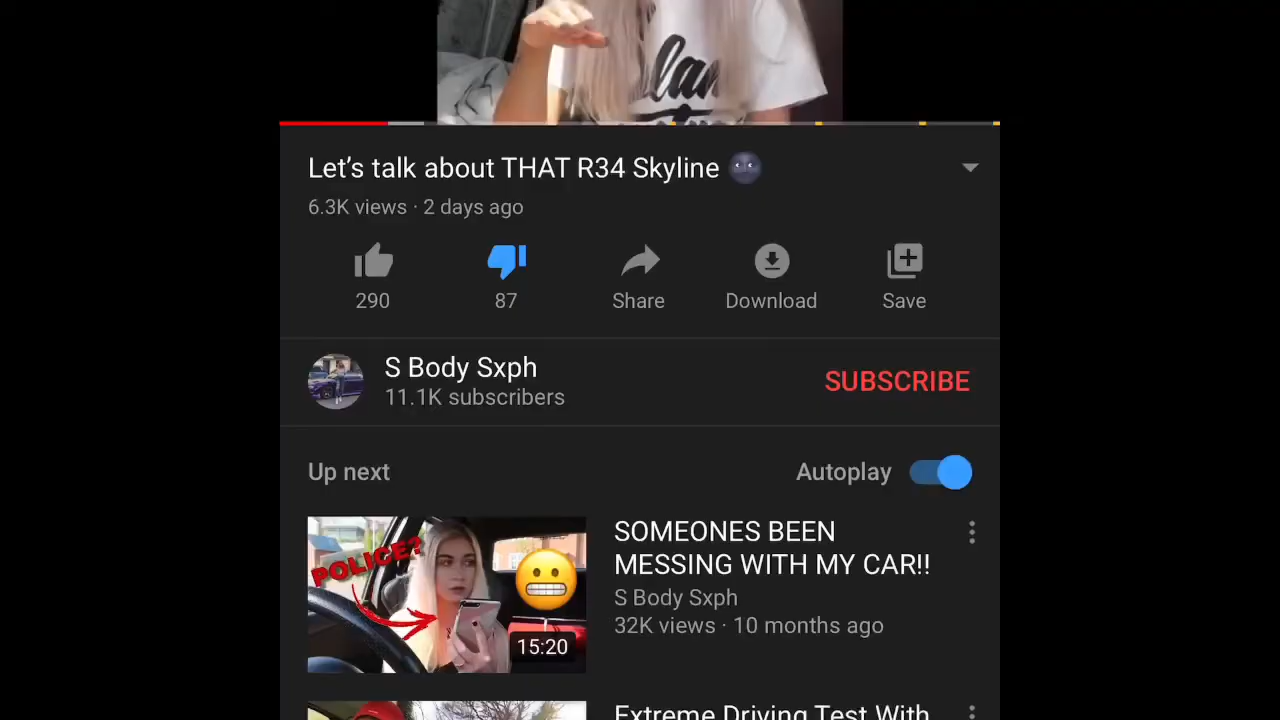 Let’s talk about THAT R34 Skyline 🌚
6.3K views · 2 days ago
290
87
Share
Download
Save
S Body Sxph
11.1K subscribers
SUBSCRIBE
Up next
Autoplay
POLICE?
15:20
SOMEONES BEEN
MESSING WITH MY CAR!!
S Body Sxph
32K views · 10 months ago
Extreme Driving Test With